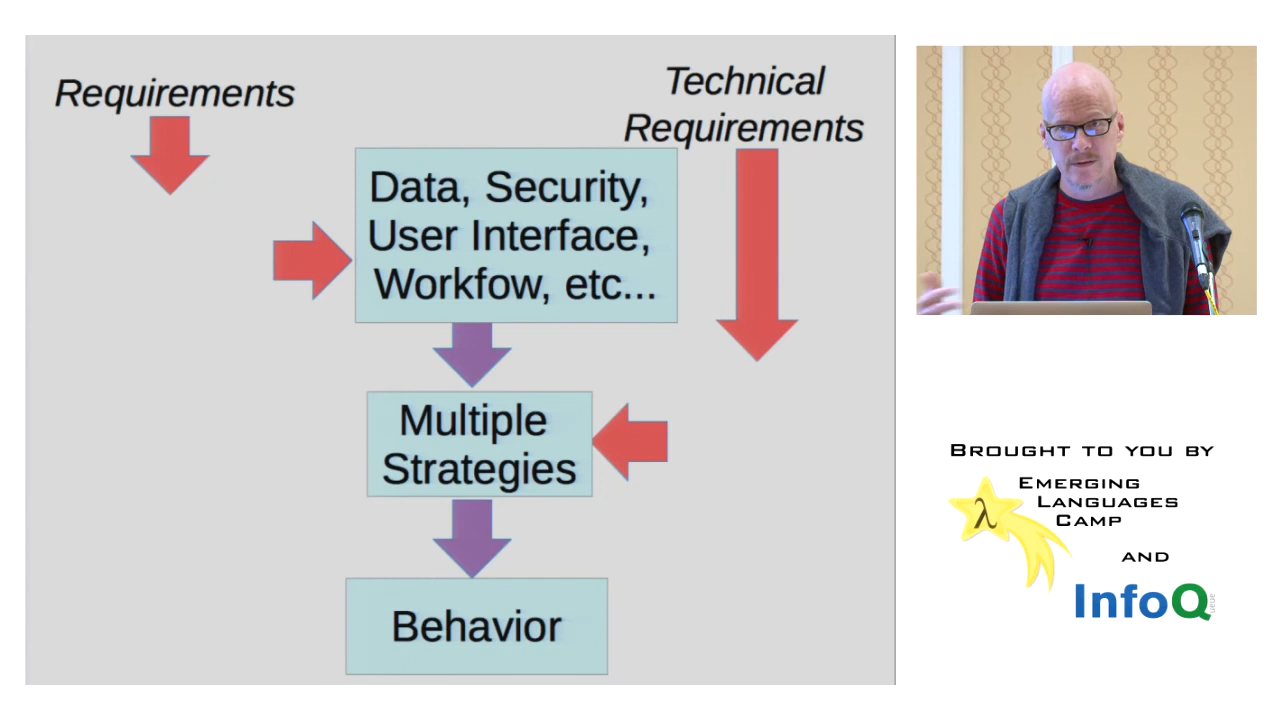 Requirements
Technical
Requirements
Data, Security,
User Interface,
Workfow, etc...
Multiple
Strategies
Behavior
BROUGHT TO YOU BY
EMERGING
LANGUAGES
CAMP
AND
λ
InfoQ